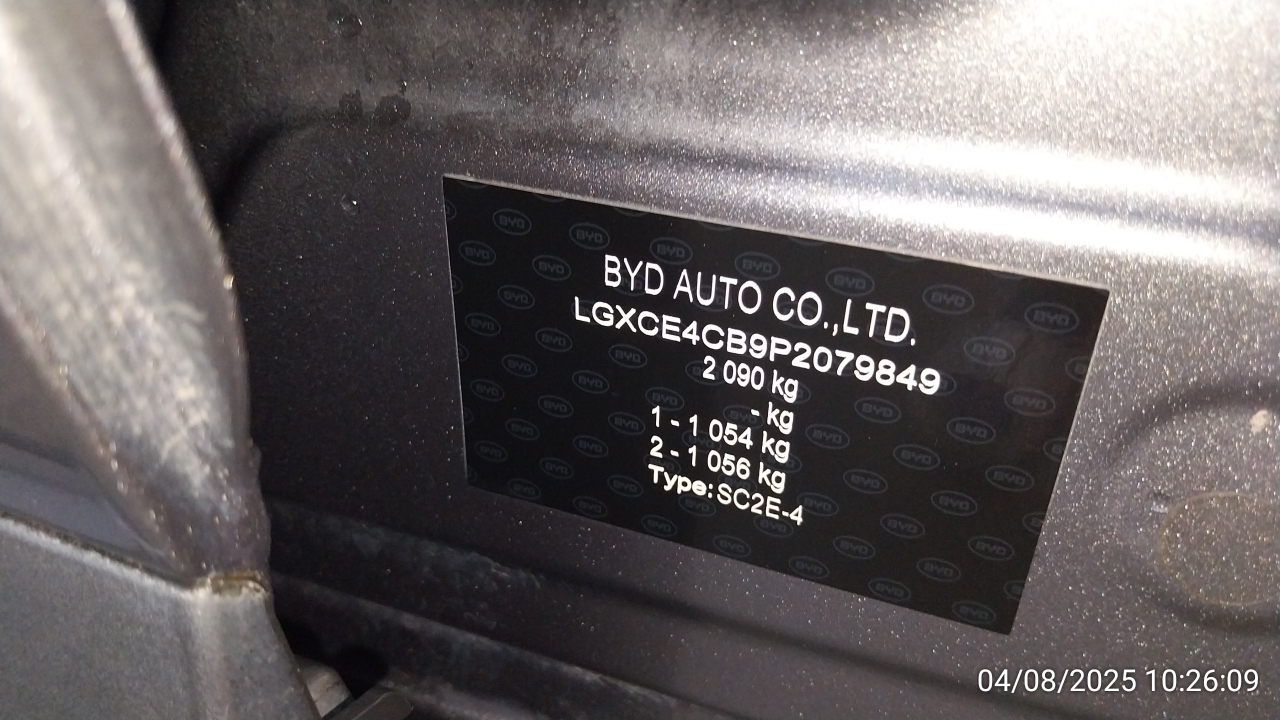 BYD AUTO CO.,LTD.
LGXCE4CB9P2079849
2 090 kg
- kg
1 - 1 054 kg
2 - 1 056 kg
Type:SC2E-4
04/08/2025 10:26:09